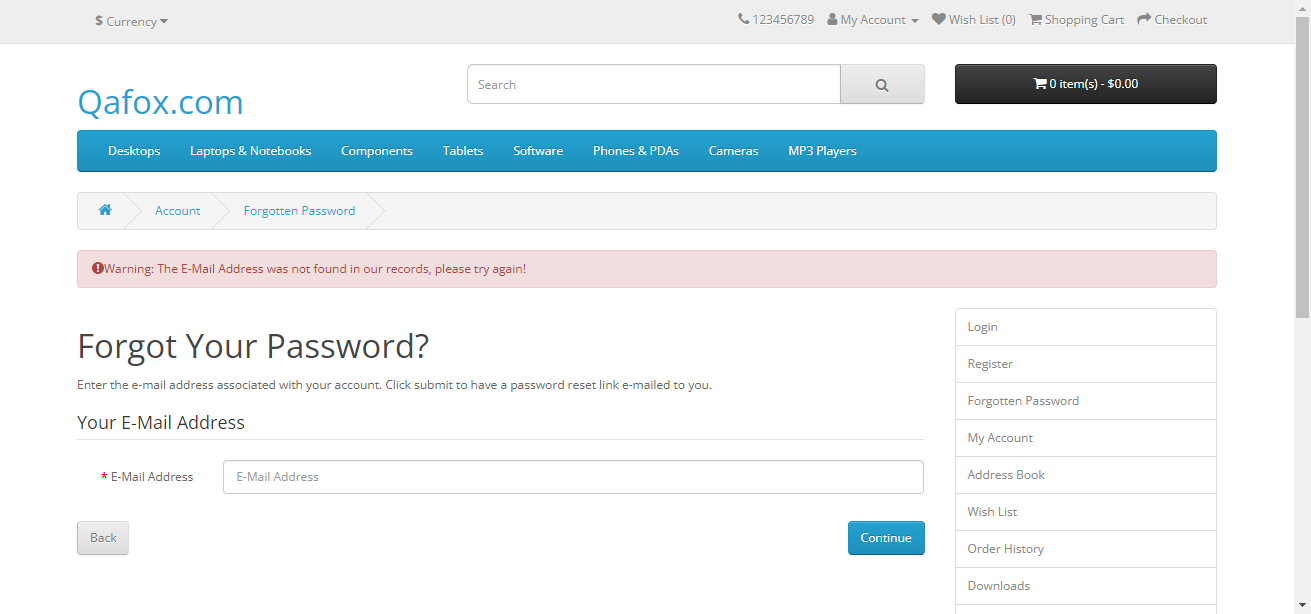 $ Currency
123456789 My Account Wish List (0) Shopping Cart Checkout
Qafox.com
Search
0 item(s) - $0.00
Desktops Laptops & Notebooks Components Tablets Software Phones & PDAs Cameras MP3 Players
Account Forgotten Password
Warning: The E-Mail Address was not found in our records, please try again!
Forgot Your Password?
Enter the e-mail address associated with your account. Click submit to have a password reset link e-mailed to you.
Your E-Mail Address
* E-Mail Address
E-Mail Address
Back
Continue
Login
Register
Forgotten Password
My Account
Address Book
Wish List
Order History
Downloads